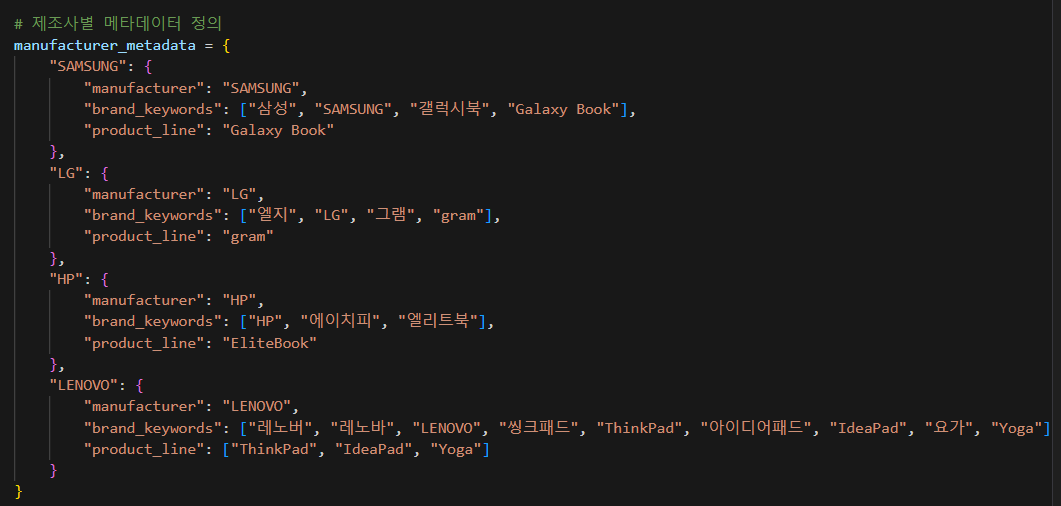 # 제조사별 메타데이터 정의
manufacturer_metadata = {
    "SAMSUNG": {
        "manufacturer": "SAMSUNG",
        "brand_keywords": ["삼성", "SAMSUNG", "갤럭시북", "Galaxy Book"],
        "product_line": "Galaxy Book"
    },
    "LG": {
        "manufacturer": "LG",
        "brand_keywords": ["엘지", "LG", "그램", "gram"],
        "product_line": "gram"
    },
    "HP": {
        "manufacturer": "HP",
        "brand_keywords": ["HP", "에이치피", "엘리트북"],
        "product_line": "EliteBook"
    },
    "LENOVO": {
        "manufacturer": "LENOVO",
        "brand_keywords": ["레노버", "레노바", "LENOVO", "씽크패드", "ThinkPad", "아이디어패드", "IdeaPad", "요가", "Yoga"]
        "product_line": ["ThinkPad", "IdeaPad", "Yoga"]
    }
}